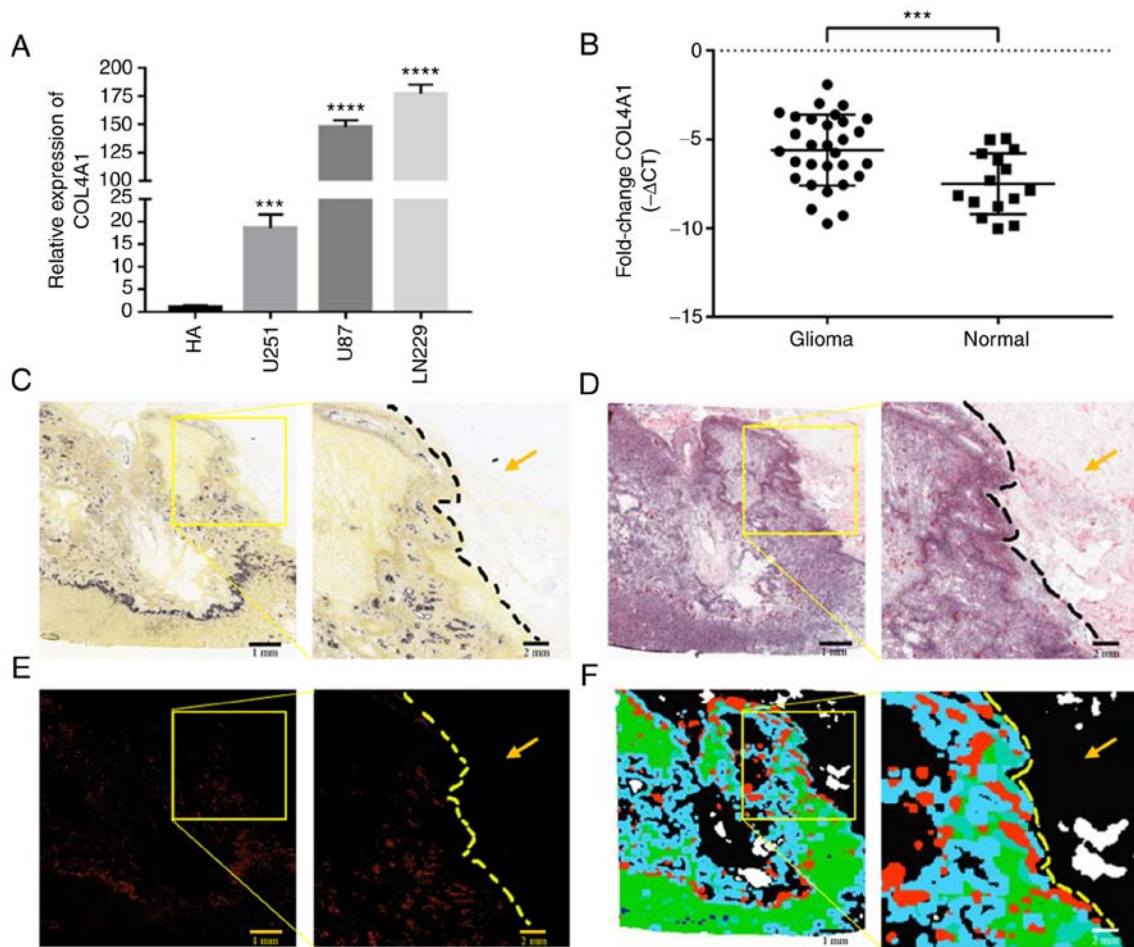 A
Relative expression of
COL4A1
200
175
150
125
100
25
20
15
10
5
0
***
****
****
HA
U251
U87
LN229
B
***
Fold-change COL4A1
(−ΔCT)
0
−5
−10
−15
Glioma
Normal
C
1 mm
2 mm
D
1 mm
2 mm
E
1 mm
2 mm
F
1 mm
2 mm